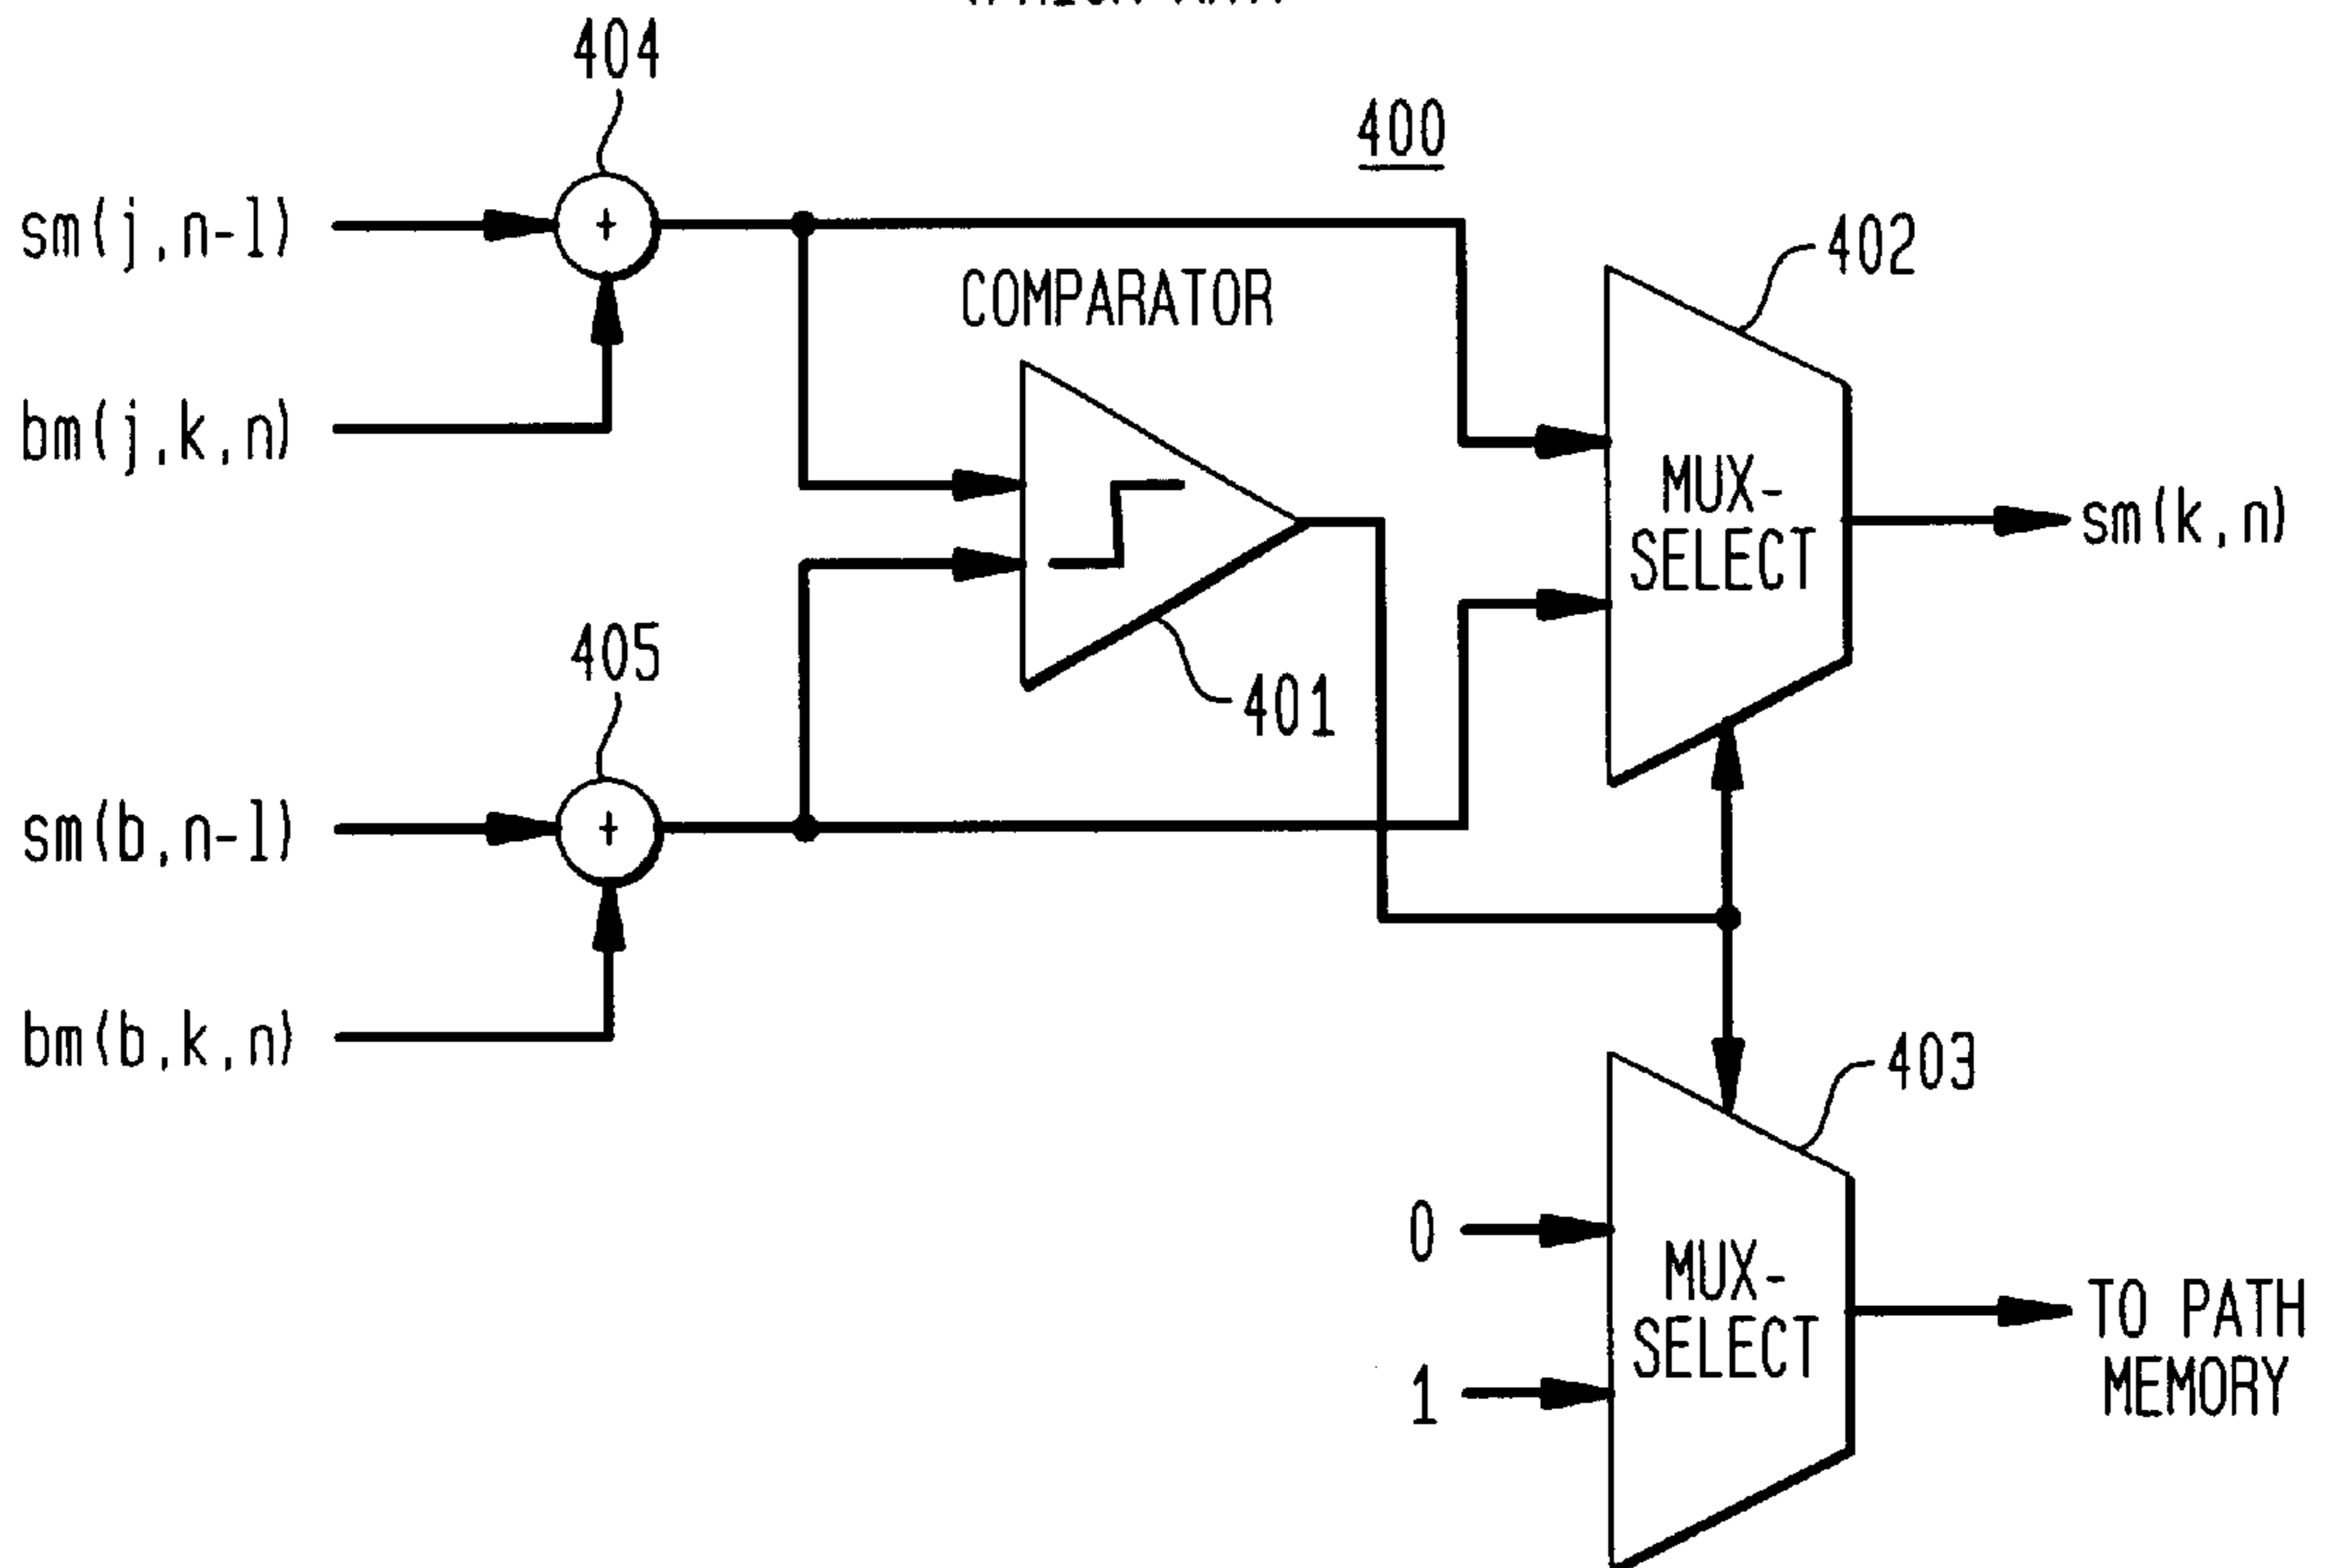 404
400
sm(j,n-1)
402
COMPARATOR
bm(j,k,n)
MUX-
SELECT
sm(k,n)
405
401
sm(b,n-1)
bm(b,k,n)
403
0
MUX-
SELECT
1
TO PATH
MEMORY